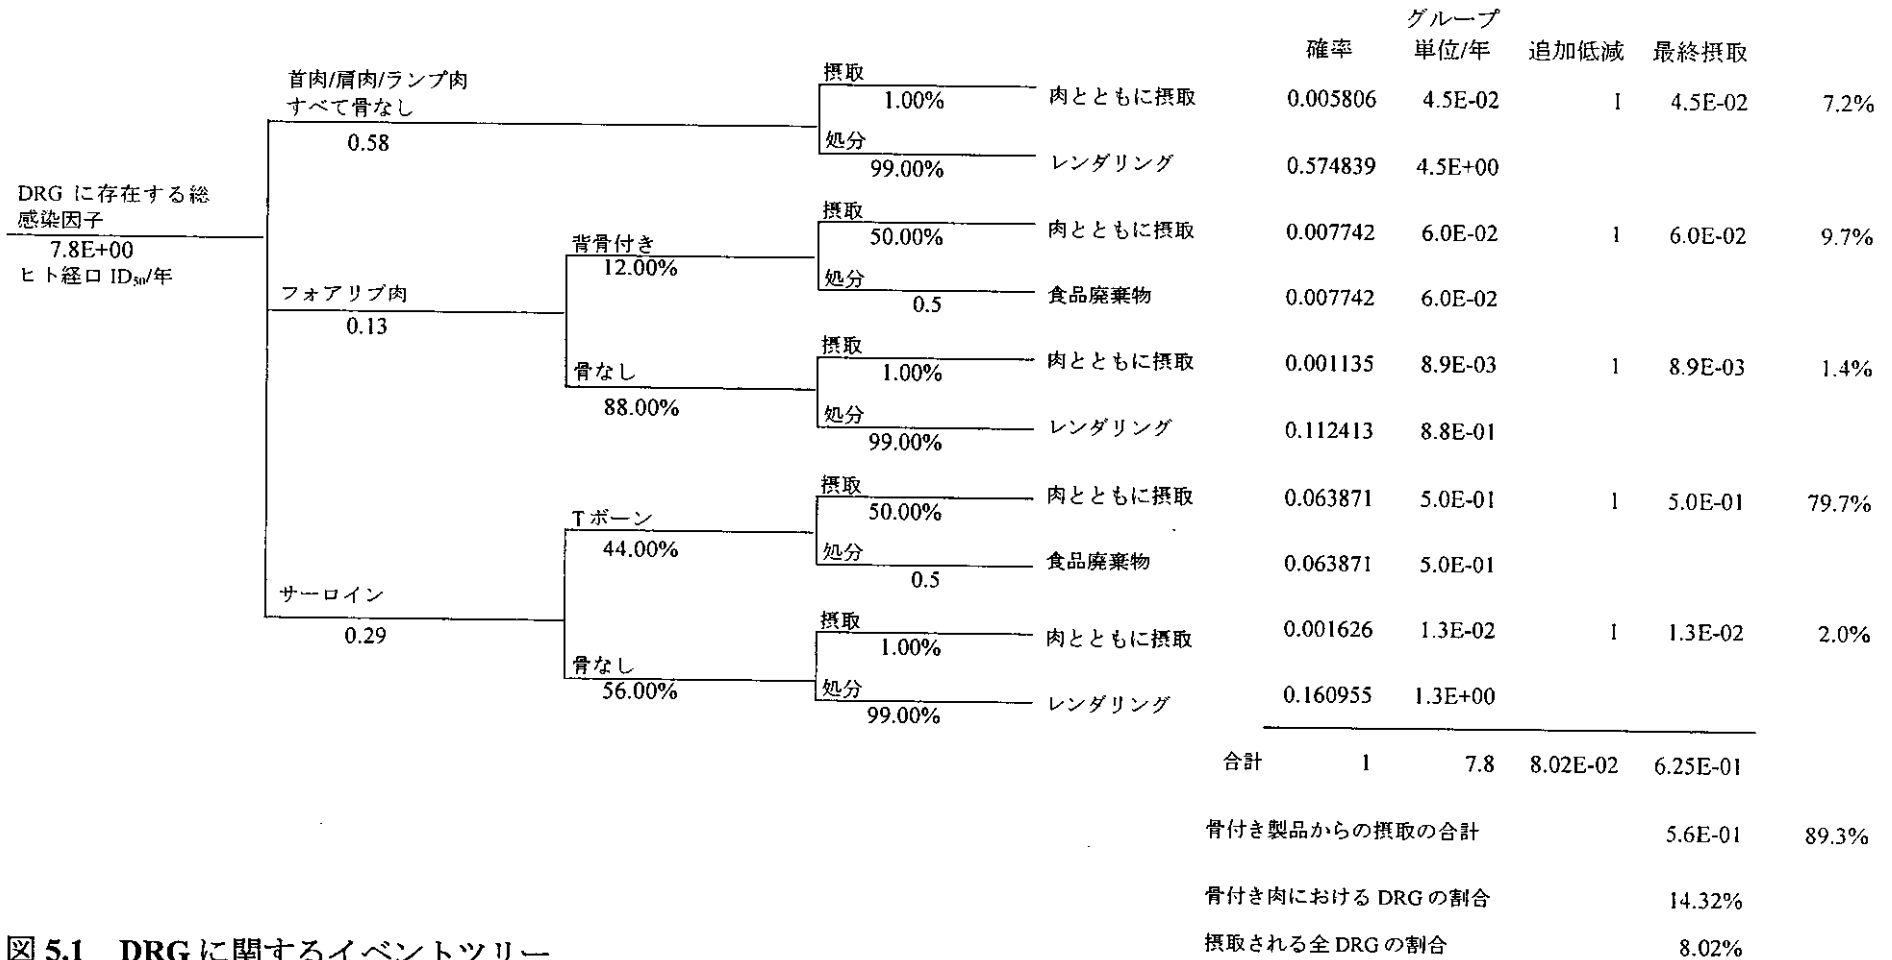 グループ
確率 単位/年 追加低減 最終摂取
首肉/肩肉/ランプ肉
すべて骨なし
0.58
摂取
1.00%
肉とともに摂取 0.005806 4.5E-02 1 4.5E-02 7.2%
処分
99.00%
レンダリング 0.574839 4.5E+00
DRG に存在する総
感染因子
7.8E+00
ヒト経口 ID₅₀/年
フォアリブ肉
0.13
背骨付き
12.00%
摂取
50.00%
肉とともに摂取 0.007742 6.0E-02 1 6.0E-02 9.7%
処分
0.5
食品廃棄物 0.007742 6.0E-02
骨なし
88.00%
摂取
1.00%
肉とともに摂取 0.001135 8.9E-03 1 8.9E-03 1.4%
処分
99.00%
レンダリング 0.112413 8.8E-01
サーロイン
0.29
Tボーン
44.00%
摂取
50.00%
肉とともに摂取 0.063871 5.0E-01 1 5.0E-01 79.7%
処分
0.5
食品廃棄物 0.063871 5.0E-01
骨なし
56.00%
摂取
1.00%
肉とともに摂取 0.001626 1.3E-02 1 1.3E-02 2.0%
処分
99.00%
レンダリング 0.160955 1.3E+00
合計 1 7.8 8.02E-02 6.25E-01
骨付き製品からの摂取の合計 5.6E-01 89.3%
骨付き肉における DRG の割合 14.32%
摂取される全 DRG の割合 8.02%
図 5.1 DRG に関するイベントツリー